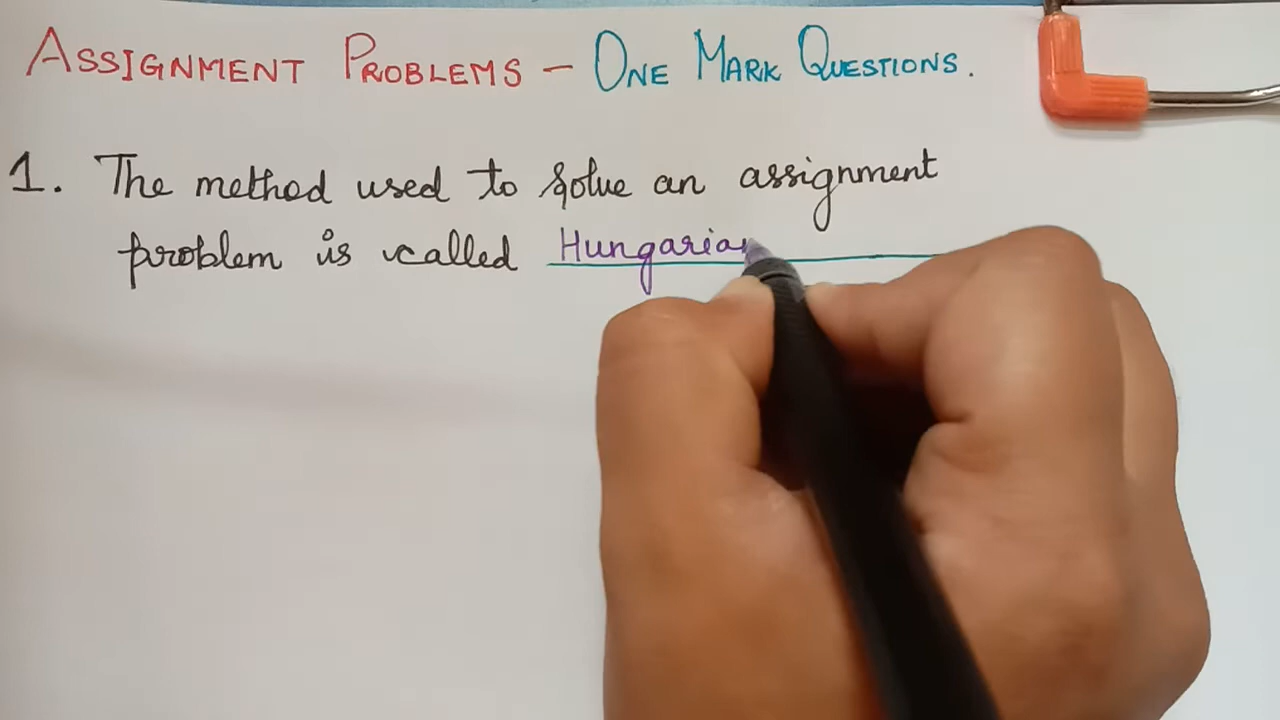 ASSIGNMENT PROBLEMS - ONE MARK QUESTIONS.
1. The method used to solve an assignment
problem is called Hungarian